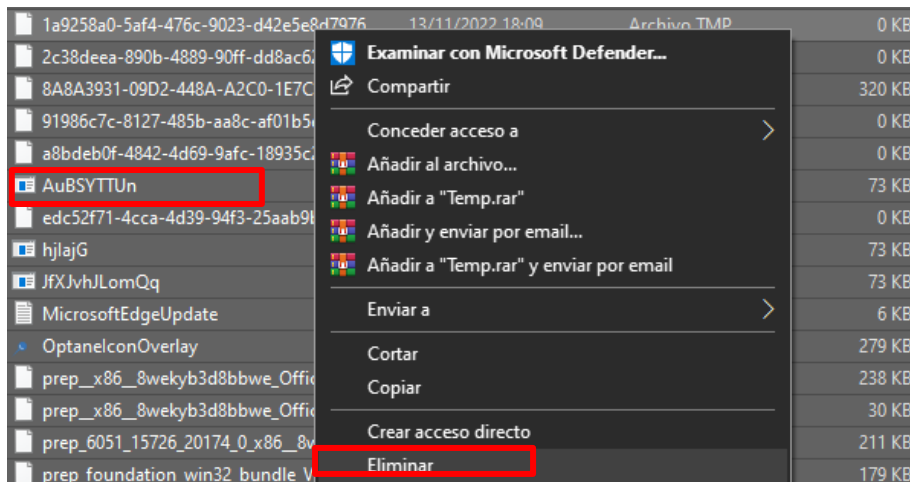 1a9258a0-5af4-476c-9023-d42e5e8d7976 13/11/2022 18:09 Archivo TMP 0 KB
2c38deea-890b-4889-90ff-dd8ac62 0 KB
8A8A3931-09D2-448A-A2C0-1E7C 320 KB
91986c7c-8127-485b-aa8c-af01b5 0 KB
a8bdeb0f-4842-4d69-9afc-18935c 0 KB
AuBSYTTUn 73 KB
edc52f71-4cca-4d39-94f3-25aab9 0 KB
hjlajG 73 KB
JfXJvhJLomQq 73 KB
MicrosoftEdgeUpdate 6 KB
OptaneIconOverlay 279 KB
prep__x86__8wekyb3d8bbwe_Offi 238 KB
prep__x86__8wekyb3d8bbwe_Offi 30 KB
prep_6051_15726_20174_0_x86__8w 211 KB
prep_foundation_win32_bundle_V 179 KB
Examinar con Microsoft Defender...
Compartir
Conceder acceso a
Añadir al archivo...
Añadir a "Temp.rar"
Añadir y enviar por email...
Añadir a "Temp.rar" y enviar por email
Enviar a
Cortar
Copiar
Crear acceso directo
Eliminar